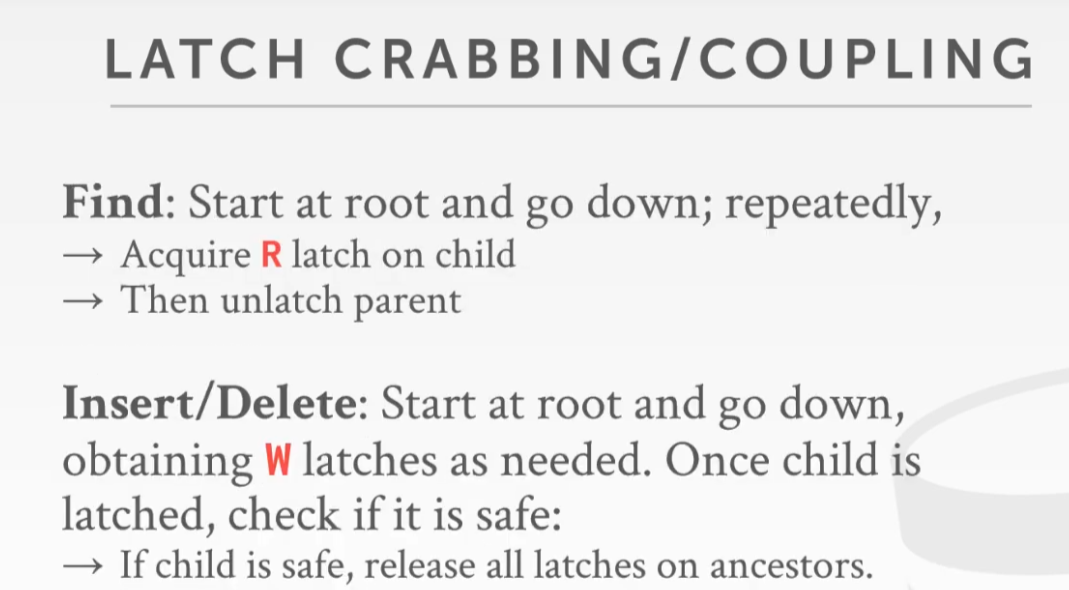 LATCH CRABBING/COUPLING
Find: Start at root and go down; repeatedly,
→ Acquire R latch on child
→ Then unlatch parent
Insert/Delete: Start at root and go down,
obtaining W latches as needed. Once child is
latched, check if it is safe:
→ If child is safe, release all latches on ancestors.